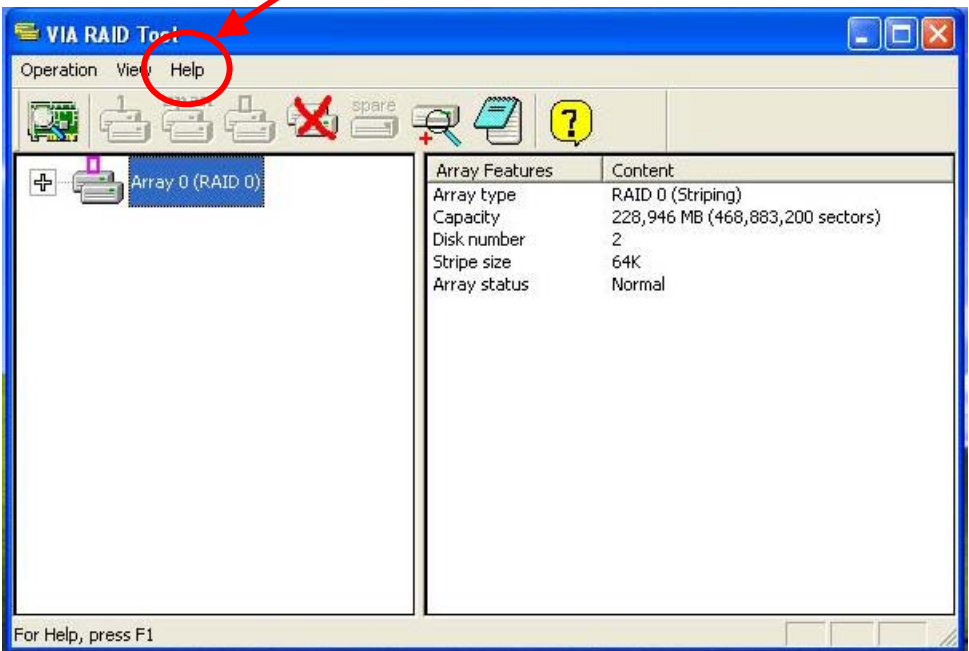 VIA RAID Tool
Operation View Help
1
spare
Array 0 (RAID 0)
Array Features Content
Array type RAID 0 (Striping)
Capacity 228,946 MB (468,883,200 sectors)
Disk number 2
Stripe size 64K
Array status Normal
For Help, press F1